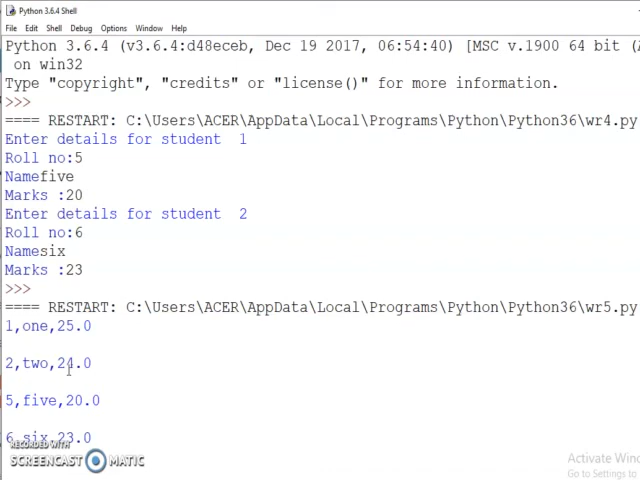 Python 3.6.4 Shell
File Edit Shell Debug Options Window Help
Python 3.6.4 (v3.6.4:d48eceb, Dec 19 2017, 06:54:40) [MSC v.1900 64 bit (
on win32
Type "copyright", "credits" or "license()" for more information.
>>>
==== RESTART: C:\Users\ACER\AppData\Local\Programs\Python\Python36\wr4.py
Enter details for student  1
Roll no:5
Namefive
Marks :20
Enter details for student  2
Roll no:6
Namesix
Marks :23
>>>
==== RESTART: C:\Users\ACER\AppData\Local\Programs\Python\Python36\wr5.py
1,one,25.0
2,two,24.0
5,five,20.0
6,six,23.0
RECORDED WITH
SCREENCAST MATIC
Activate Win
Go to Settings to